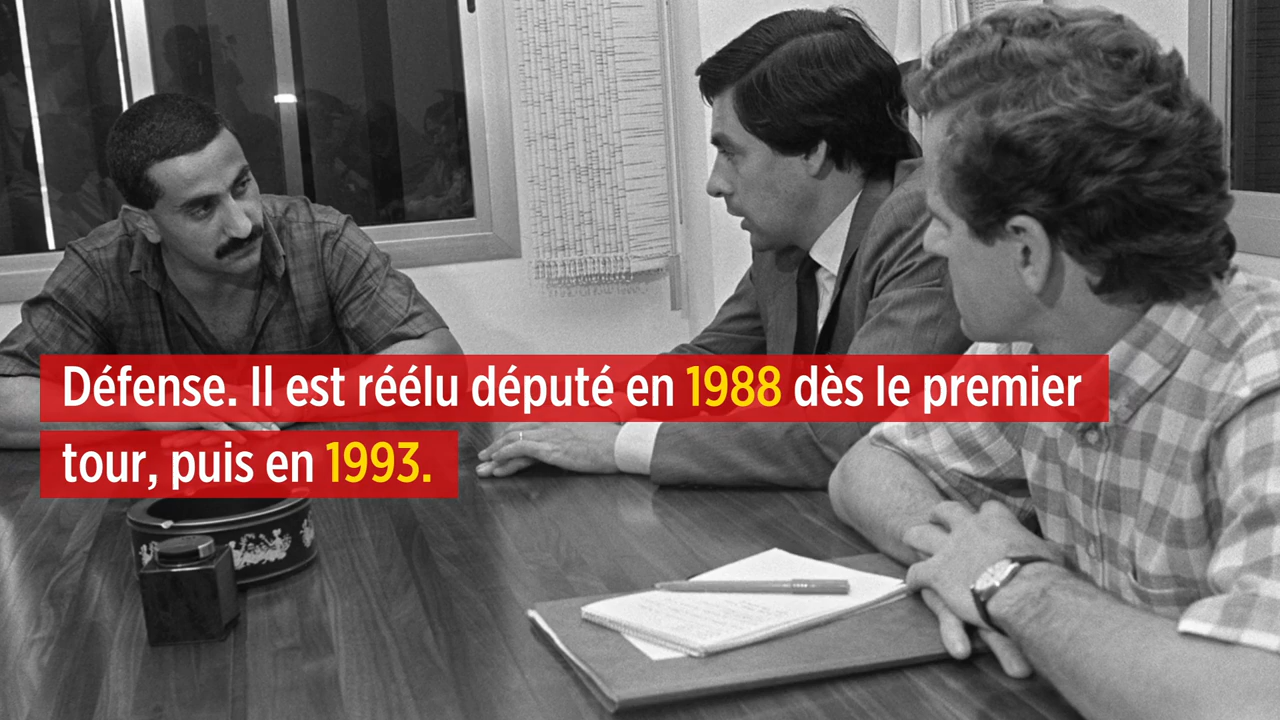 Défense. Il est réélu député en 1988 dès le premier
tour, puis en 1993.